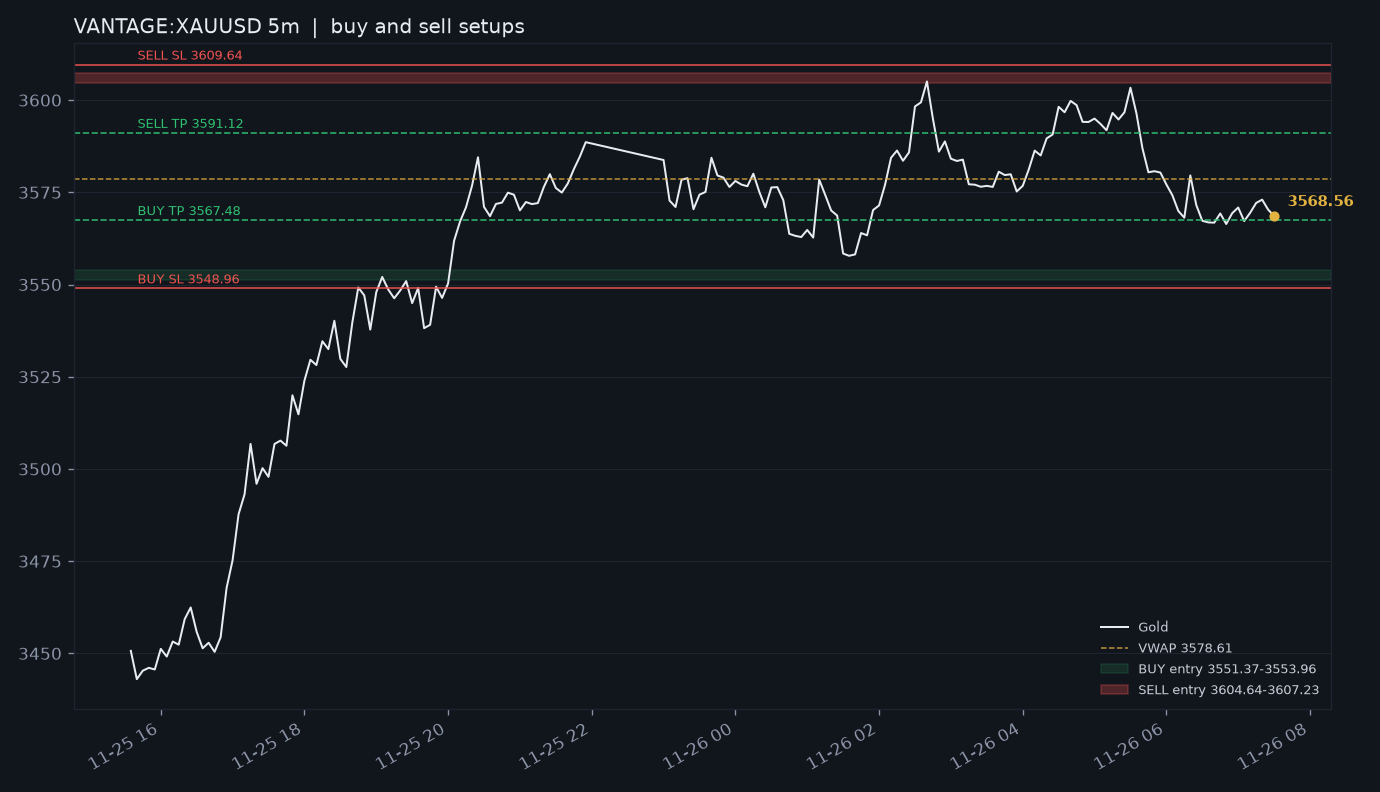 VANTAGE:XAUUSD 5m | buy and sell setups
SELL SL 3609.64
3600
SELL TP 3591.12
3575
BUY TP 3567.48
3568.56
BUY SL 3548.96
3550
3525
3500
3475
3450
Gold
VWAP 3578.61
BUY entry 3551.37-3553.96
SELL entry 3604.64-3607.23
11-25 16
11-25 18
11-25 20
11-25 22
11-26 00
11-26 02
11-26 04
11-26 06
11-26 08